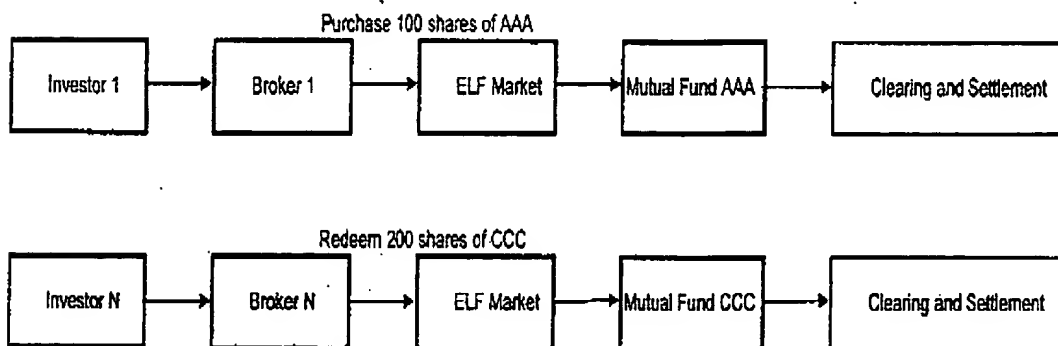 Purchase 100 shares of AAA
Investor 1
Broker 1
ELF Market
Mutual Fund AAA
Clearing and Settlement
Redeem 200 shares of CCC
Investor N
Broker N
ELF Market
Mutual Fund CCC
Clearing and Settlement